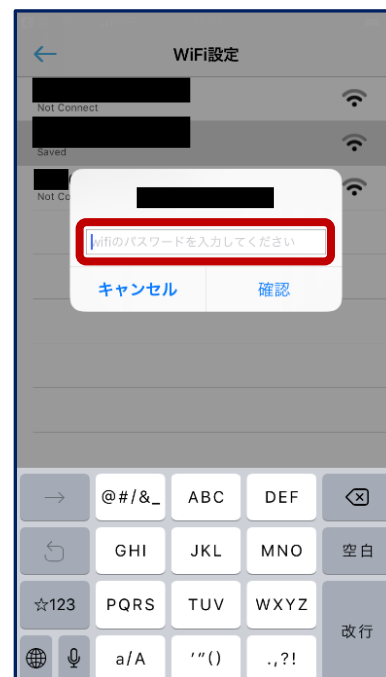 WiFi設定
Not Connect
Saved
wifiのパスワードを入力してください
キャンセル 確認
→ @#/&_ ABC DEF
GHI JKL MNO 空白
☆123 PQRS TUV WXYZ
a/A '"() .,?! 改行